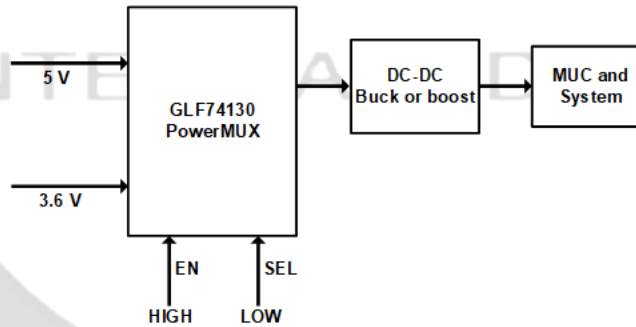 5 V
3.6 V
GLF74130
PowerMUX
DC-DC
Buck or boost
MUC and
System
EN
SEL
HIGH
LOW